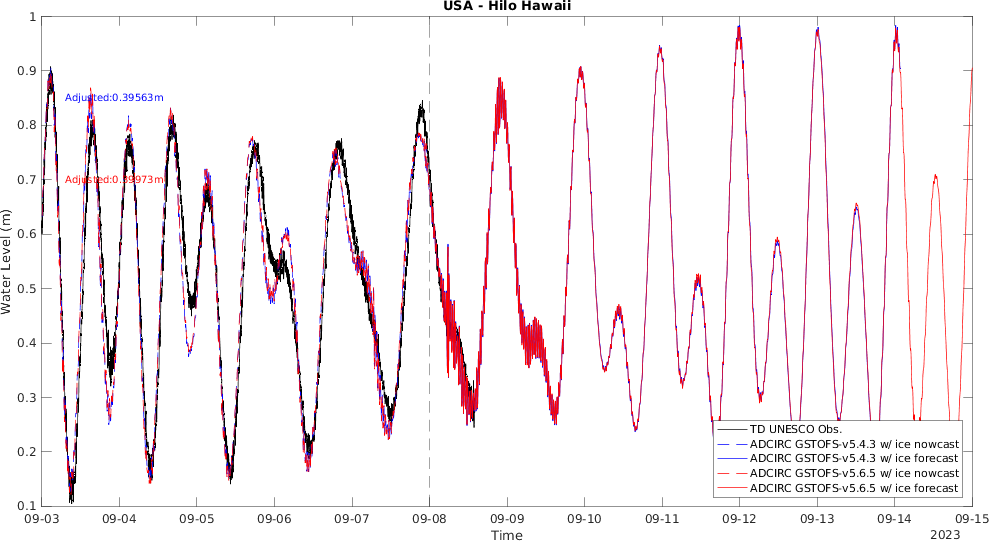 USA - Hilo Hawaii
1
0.9
0.8
0.7
0.6
0.5
0.4
0.3
0.2
0.1
Water Level (m)
Adjusted:0.39563m
Adjusted:0.39973m
TD UNESCO Obs.
ADCIRC GSTOFS-v5.4.3 w/ ice nowcast
ADCIRC GSTOFS-v5.4.3 w/ ice forecast
ADCIRC GSTOFS-v5.6.5 w/ ice nowcast
ADCIRC GSTOFS-v5.6.5 w/ ice forecast
09-03 09-04 09-05 09-06 09-07 09-08 09-09 09-10 09-11 09-12 09-13 09-14 09-15
Time
2023